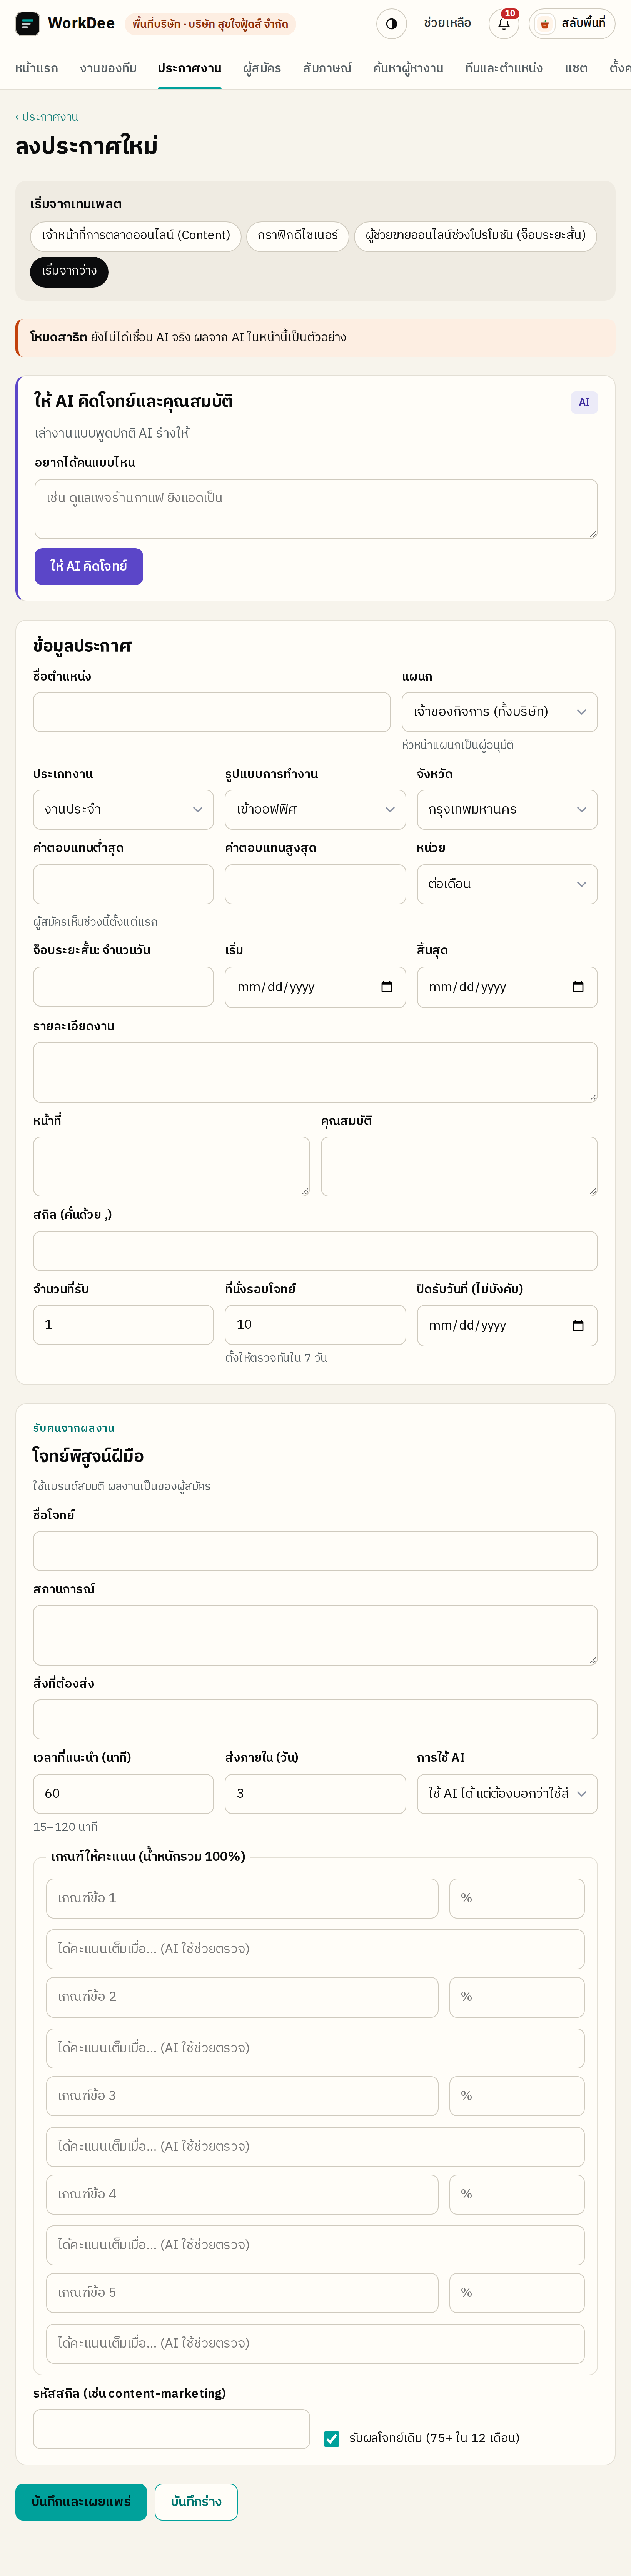 WorkDee
พื้นที่บริษัท · บริษัท สุขใจฟู้ดส์ จำกัด
ช่วยเหลือ
10
สลับพื้นที่
หน้าแรก งานของทีม ประกาศงาน ผู้สมัคร สัมภาษณ์ ค้นหาผู้หางาน ทีมและตำแหน่ง แชต
‹ ประกาศงาน
ลงประกาศใหม่
เริ่มจากเทมเพลต
เจ้าหน้าที่การตลาดออนไลน์ (Content) กราฟิกดีไซเนอร์ ผู้ช่วยขายออนไลน์ช่วงโปรโมชัน (จ็อบระยะสั้น)
เริ่มจากว่าง
โหมดสาธิต ยังไม่ได้เชื่อม AI จริง ผลจาก AI ในหน้านี้เป็นตัวอย่าง
ให้ AI คิดโจทย์และคุณสมบัติ AI
เล่างานแบบพูดปกติ AI ร่างให้
อยากได้คนแบบไหน
เช่น ดูแลเพจร้านกาแฟ ยิงแอดเป็น
ให้ AI คิดโจทย์
ข้อมูลประกาศ
ชื่อตำแหน่ง แผนก
เจ้าของกิจการ (ทั้งบริษัท)
หัวหน้าแผนกเป็นผู้อนุมัติ
ประเภทงาน รูปแบบการทำงาน จังหวัด
งานประจำ เข้าออฟฟิศ กรุงเทพมหานคร
ค่าตอบแทนต่ำสุด ค่าตอบแทนสูงสุด หน่วย
ต่อเดือน
ผู้สมัครเห็นช่วงนี้ตั้งแต่แรก
จ็อบระยะสั้น: จำนวนวัน เริ่ม สิ้นสุด
mm/dd/yyyy mm/dd/yyyy
รายละเอียดงาน
หน้าที่ คุณสมบัติ
สกิล (คั่นด้วย ,)
จำนวนที่รับ ที่นั่งรอบโจทย์ ปิดรับวันที่ (ไม่บังคับ)
1 10 mm/dd/yyyy
ตั้งให้ตรวจทันใน 7 วัน
รับคนจากผลงาน
โจทย์พิสูจน์ฝีมือ
ใช้แบรนด์สมมติ ผลงานเป็นของผู้สมัคร
ชื่อโจทย์
สถานการณ์
สิ่งที่ต้องส่ง
เวลาที่แนะนำ (นาที) ส่งภายใน (วัน) การใช้ AI
60 3 ใช้ AI ได้ แต่ต้องบอกว่าใช้ส่
15–120 นาที
เกณฑ์ให้คะแนน (น้ำหนักรวม 100%)
เกณฑ์ข้อ 1 %
ได้คะแนนเต็มเมื่อ... (AI ใช้ช่วยตรวจ)
เกณฑ์ข้อ 2 %
ได้คะแนนเต็มเมื่อ... (AI ใช้ช่วยตรวจ)
เกณฑ์ข้อ 3 %
ได้คะแนนเต็มเมื่อ... (AI ใช้ช่วยตรวจ)
เกณฑ์ข้อ 4 %
ได้คะแนนเต็มเมื่อ... (AI ใช้ช่วยตรวจ)
เกณฑ์ข้อ 5 %
ได้คะแนนเต็มเมื่อ... (AI ใช้ช่วยตรวจ)
รหัสสกิล (เช่น content-marketing)
รับผลโจทย์เดิม (75+ ใน 12 เดือน)
บันทึกและเผยแพร่ บันทึกร่าง